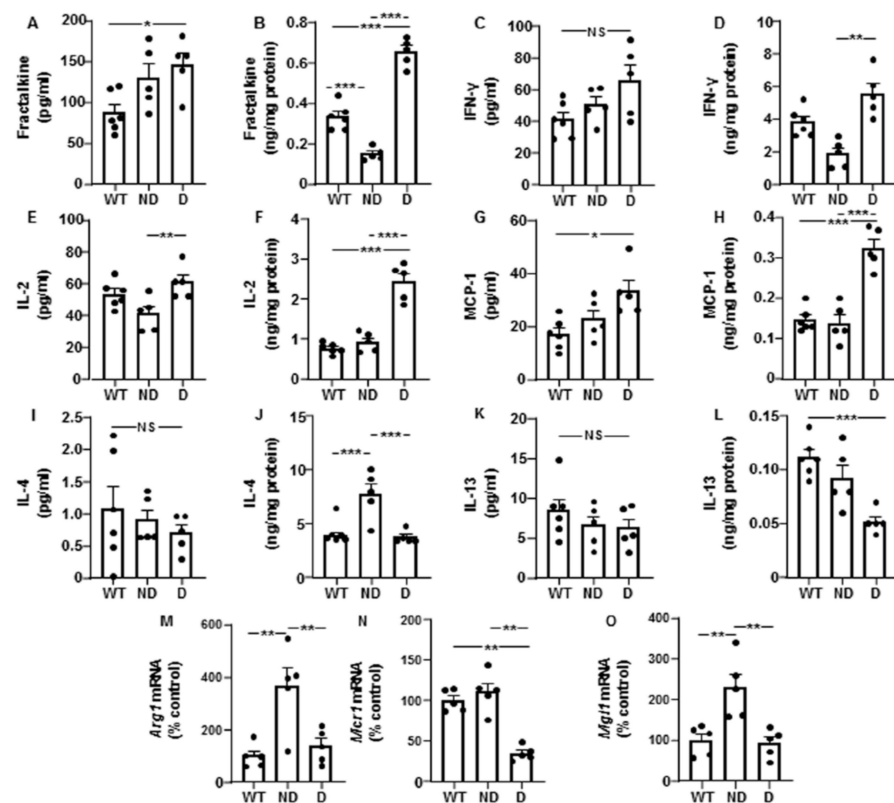 A
Fractalkine
(pg/ml)
200
150
100
50
0
*
WT ND D
B
Fractalkine
(ng/mg protein)
0.6
0.4
0.2
0
***
***
***
WT ND D
C
IFN-γ
(pg/ml)
100
80
60
40
20
0
NS
WT ND D
D
IFN-γ
(ng/mg protein)
10
8
6
4
2
0
**
WT ND D
E
IL-2
(pg/ml)
100
80
60
40
20
0
**
WT ND D
F
IL-2
(ng/mg protein)
4
3
2
1
0
***
***
WT ND D
G
MCP-1
(pg/ml)
60
40
20
0
*
WT ND D
H
MCP-1
(ng/mg protein)
0.4
0.3
0.2
0.1
0
***
***
WT ND D
I
IL-4
(pg/ml)
2.5
2.0
1.5
1.0
0.5
0
NS
WT ND D
J
IL-4
(ng/mg protein)
15
10
5
0
***
***
WT ND D
K
IL-13
(pg/ml)
20
15
10
5
0
NS
WT ND D
L
IL-13
(ng/mg protein)
0.15
0.10
0.05
0
***
WT ND D
M
Arg1 mRNA
(% control)
600
400
200
0
**
**
WT ND D
N
Mcr1 mRNA
(% control)
200
150
100
50
0
**
**
WT ND D
O
Mgl1 mRNA
(% control)
400
300
200
100
0
**
**
WT ND D